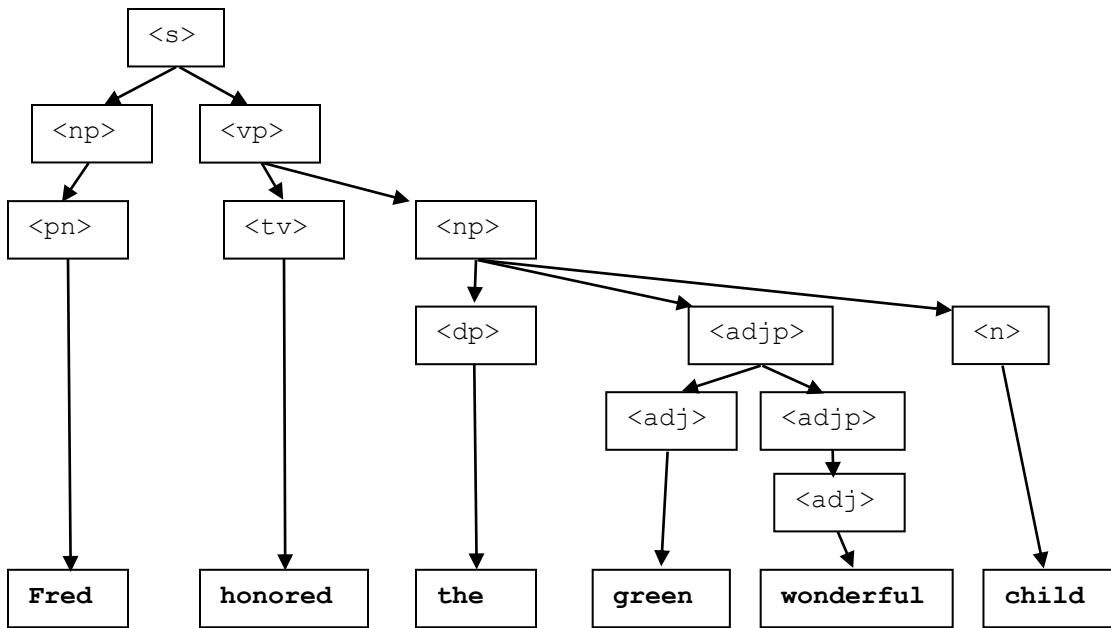 <s>
<np> <vp>
<pn> <tv> <np>
<dp> <adjp> <n>
<adj> <adjp>
<adj>
Fred honored the green wonderful child